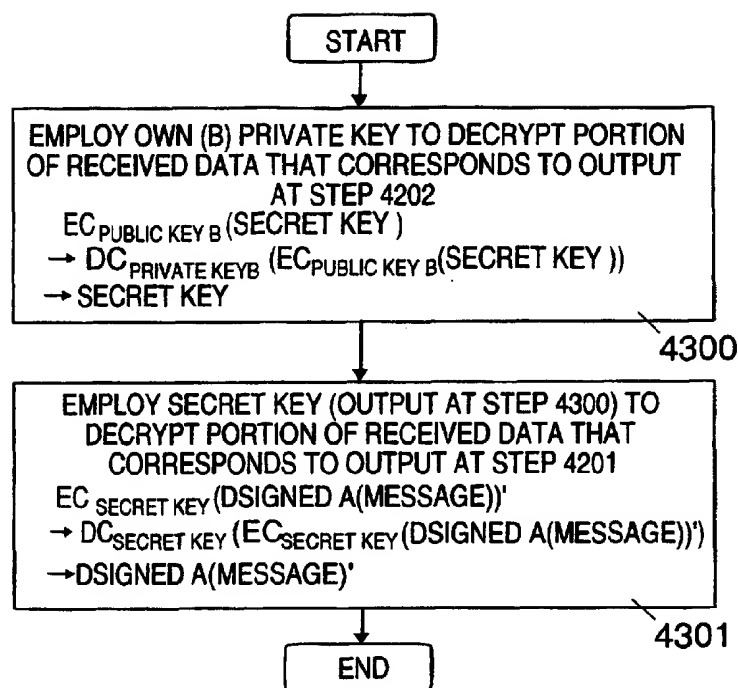 START
EMPLOY OWN (B) PRIVATE KEY TO DECRYPT PORTION
OF RECEIVED DATA THAT CORRESPONDS TO OUTPUT
AT STEP 4202
EC PUBLIC KEY B (SECRET KEY )
→ DC PRIVATE KEYB (EC PUBLIC KEY B(SECRET KEY ))
→ SECRET KEY
4300
EMPLOY SECRET KEY (OUTPUT AT STEP 4300) TO
DECRYPT PORTION OF RECEIVED DATA THAT
CORRESPONDS TO OUTPUT AT STEP 4201
EC SECRET KEY (DSIGNED A(MESSAGE))'
→ DC SECRET KEY (EC SECRET KEY (DSIGNED A(MESSAGE))')
→DSIGNED A(MESSAGE)'
4301
END